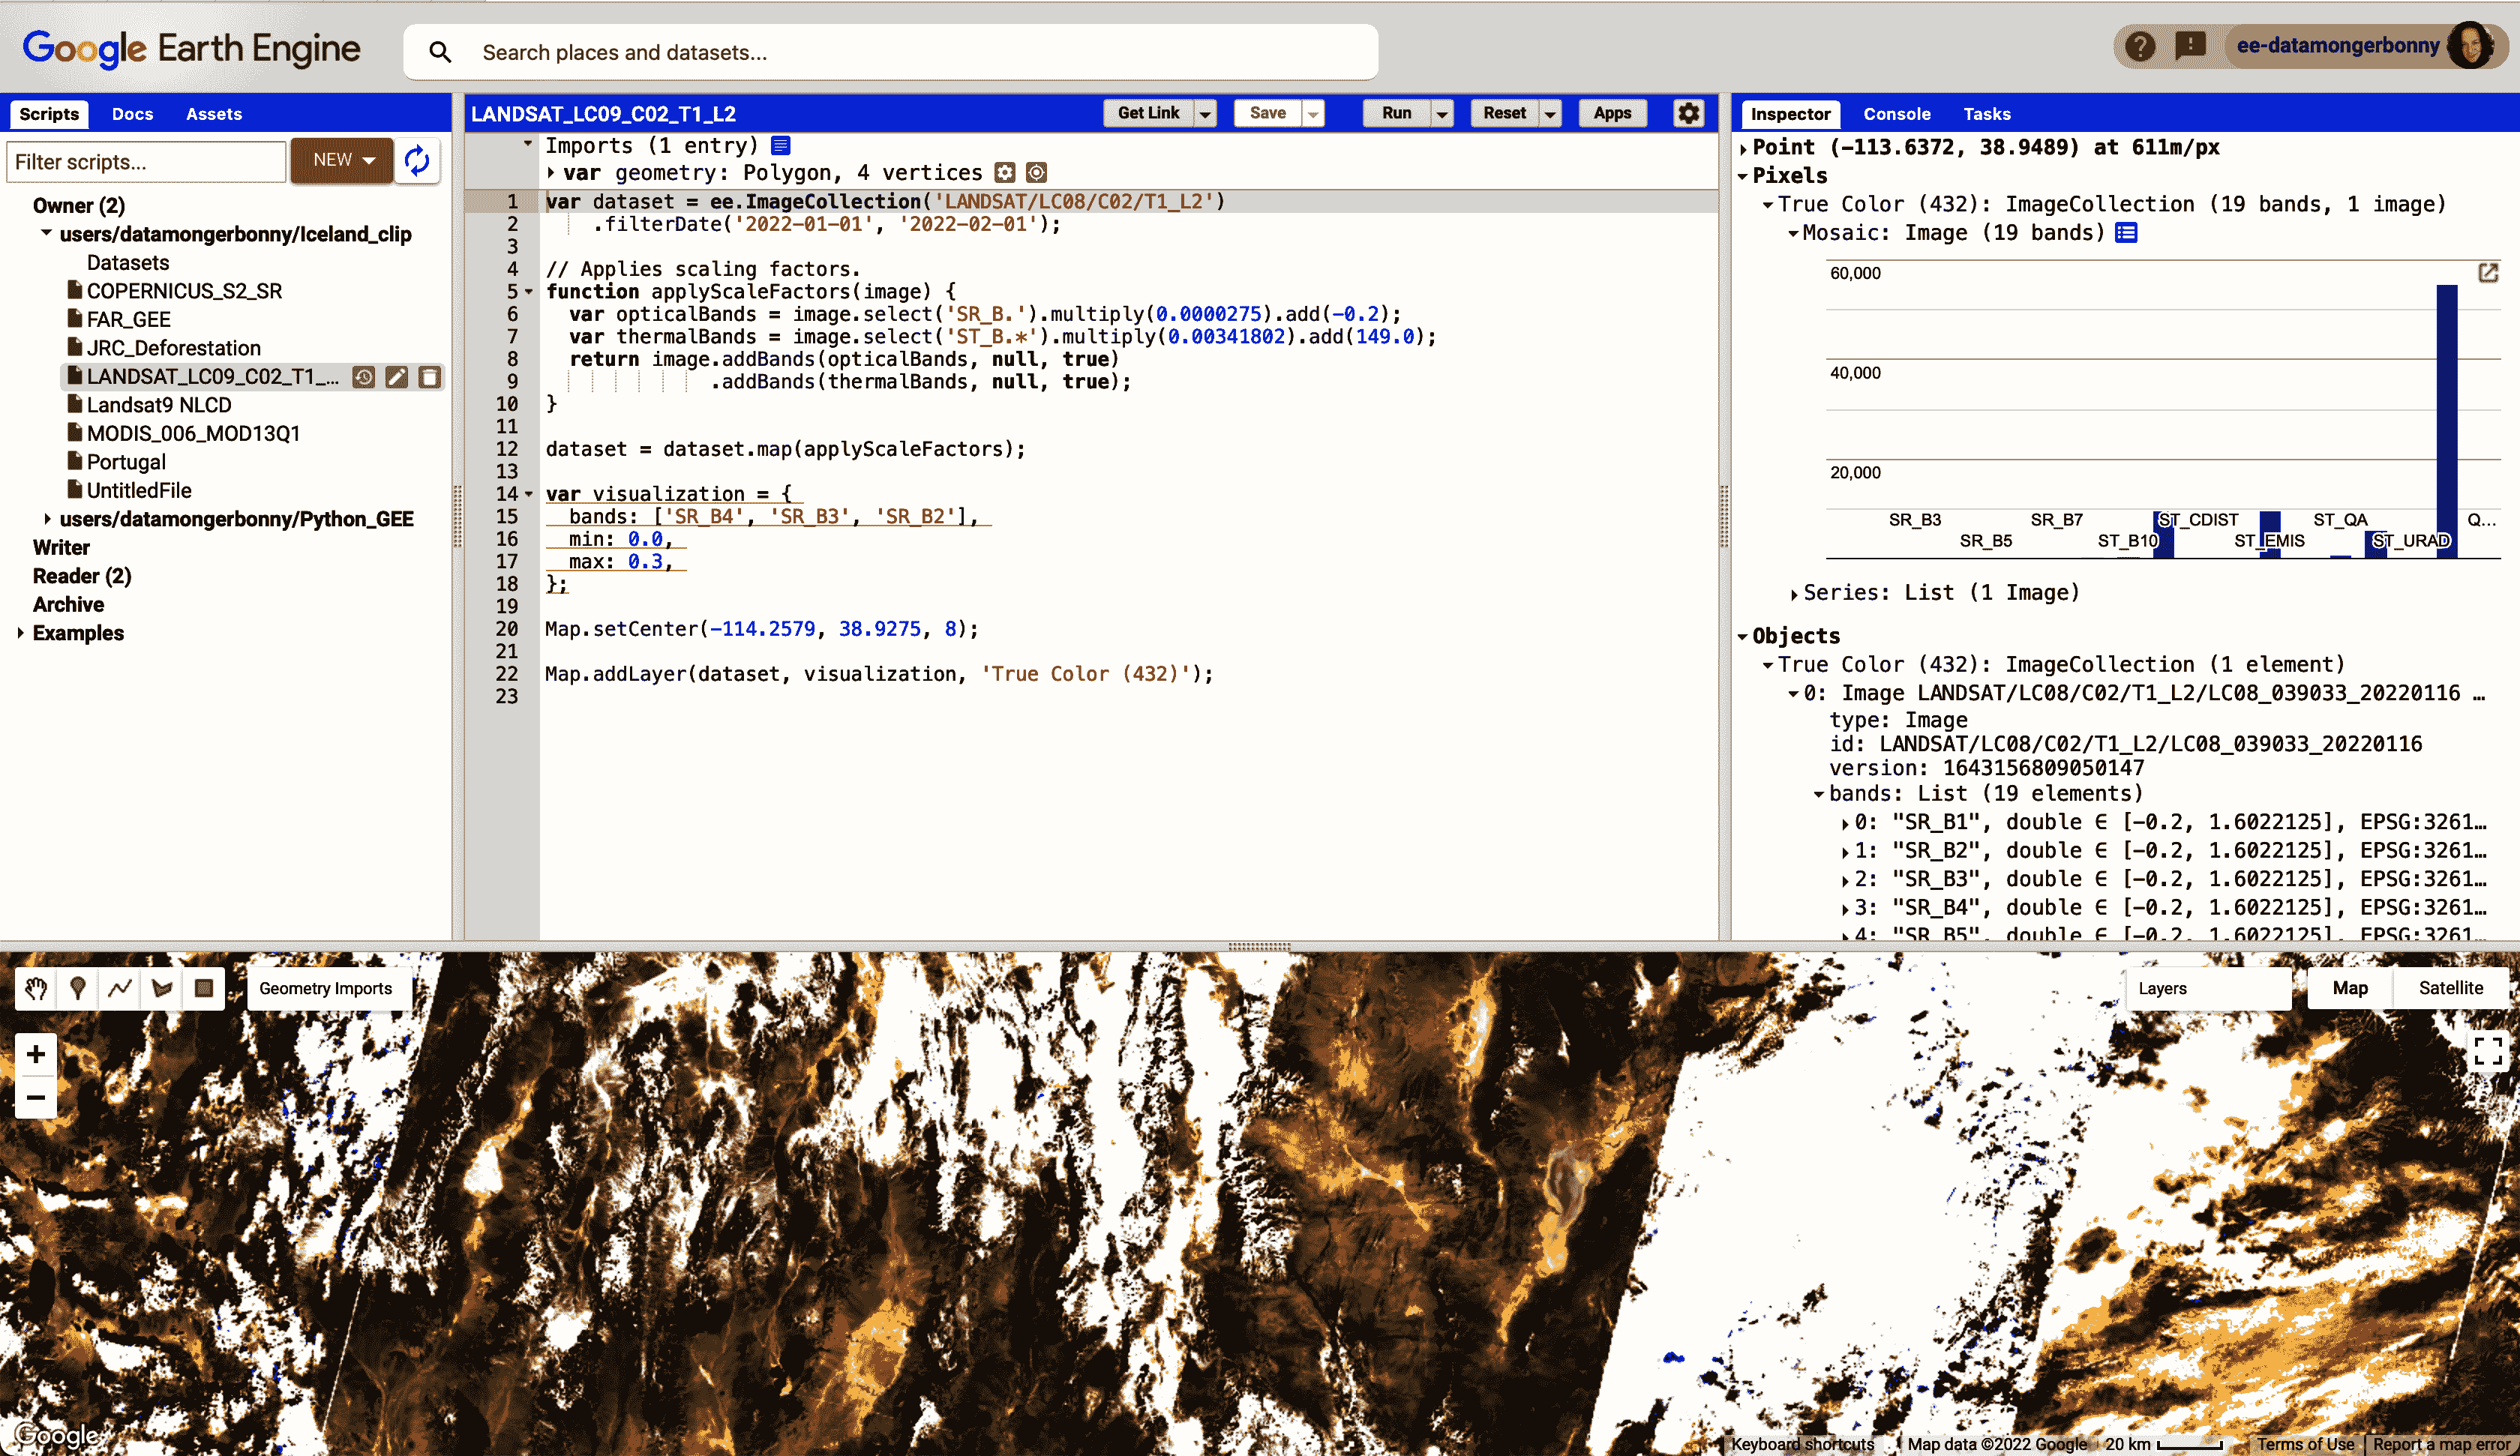 Google Earth Engine
Search places and datasets...
ee-datamongerbonny
Scripts Docs Assets
Filter scripts...
NEW
Owner (2)
users/datamongerbonny/Iceland_clip
Datasets
COPERNICUS_S2_SR
FAR_GEE
JRC_Deforestation
LANDSAT_LC09_C02_T1_...
Landsat9 NLCD
MODIS_006_MOD13Q1
Portugal
UntitledFile
users/datamongerbonny/Python_GEE
Writer
Reader (2)
Archive
Examples
LANDSAT_LC09_C02_T1_L2
Get Link Save Run Reset Apps
Imports (1 entry)
var geometry: Polygon, 4 vertices
1 var dataset = ee.ImageCollection('LANDSAT/LC08/C02/T1_L2')
2 .filterDate('2022-01-01', '2022-02-01');
3
4 // Applies scaling factors.
5 function applyScaleFactors(image) {
6 var opticalBands = image.select('SR_B.').multiply(0.0000275).add(-0.2);
7 var thermalBands = image.select('ST_B.*').multiply(0.00341802).add(149.0);
8 return image.addBands(opticalBands, null, true)
9 .addBands(thermalBands, null, true);
10 }
11
12 dataset = dataset.map(applyScaleFactors);
13
14 var visualization = {
15 bands: ['SR_B4', 'SR_B3', 'SR_B2'],
16 min: 0.0,
17 max: 0.3,
18 };
19
20 Map.setCenter(-114.2579, 38.9275, 8);
21
22 Map.addLayer(dataset, visualization, 'True Color (432)');
23
Inspector Console Tasks
Point (-113.6372, 38.9489) at 611m/px
Pixels
True Color (432): ImageCollection (19 bands, 1 image)
Mosaic: Image (19 bands)
60,000
40,000
20,000
SR_B3 SR_B7 ST_CDIST ST_QA Q...
SR_B5 ST_B10 ST_EMIS ST_URAD
Series: List (1 Image)
Objects
True Color (432): ImageCollection (1 element)
0: Image LANDSAT/LC08/C02/T1_L2/LC08_039033_20220116 …
type: Image
id: LANDSAT/LC08/C02/T1_L2/LC08_039033_20220116
version: 1643156809050147
bands: List (19 elements)
0: "SR_B1", double ∈ [-0.2, 1.6022125], EPSG:3261…
1: "SR_B2", double ∈ [-0.2, 1.6022125], EPSG:3261…
2: "SR_B3", double ∈ [-0.2, 1.6022125], EPSG:3261…
3: "SR_B4", double ∈ [-0.2, 1.6022125], EPSG:3261…
4: "SR_B5", double ∈ [-0.2, 1.6022125], EPSG:3261…
Geometry Imports
Layers
Map Satellite
Google
Keyboard shortcuts Map data ©2022 Google 20 km Terms of Use Report a map error